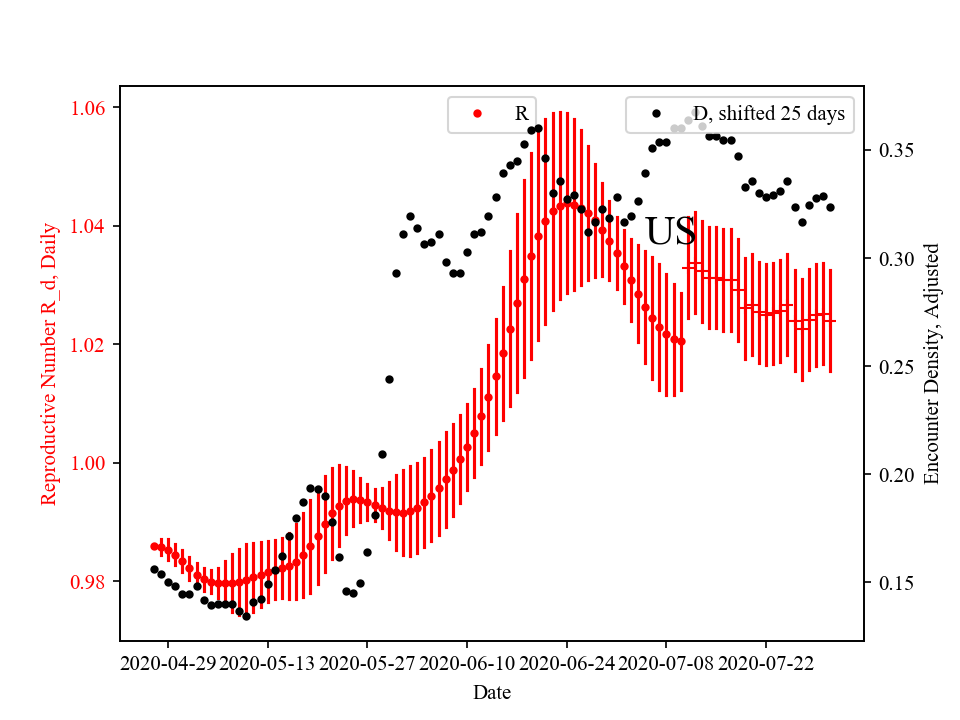 R
D, shifted 25 days
US
Reproductive Number R_d, Daily
1.06
1.04
1.02
1.00
0.98
0.35
0.30
0.25
0.20
0.15
Encounter Density, Adjusted
2020-04-29
2020-05-13
2020-05-27
2020-06-10
2020-06-24
2020-07-08
2020-07-22
Date